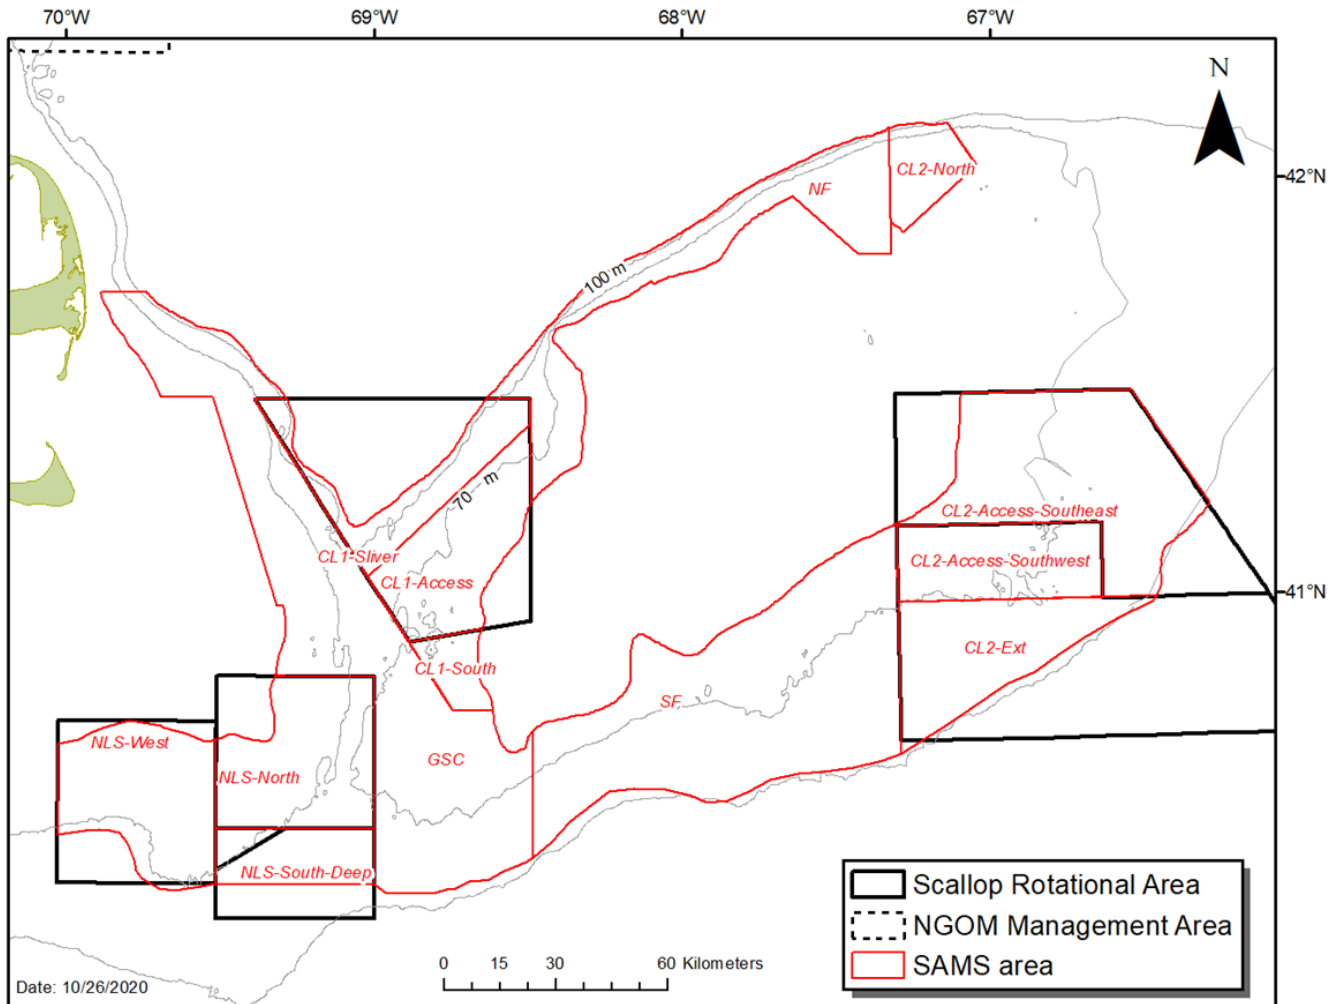 70°W 69°W 68°W 67°W
N
42°N
CL2-North
NF
100 m
70 m
CL2-Access-Southeast
CL1-Sliver
CL2-Access-Southwest
CL1-Access
41°N
CL2-Ext
CL1-South
SF
NLS-West
GSC
NLS-North
NLS-South-Deep
Scallop Rotational Area
NGOM Management Area
SAMS area
0 15 30 60 Kilometers
Date: 10/26/2020